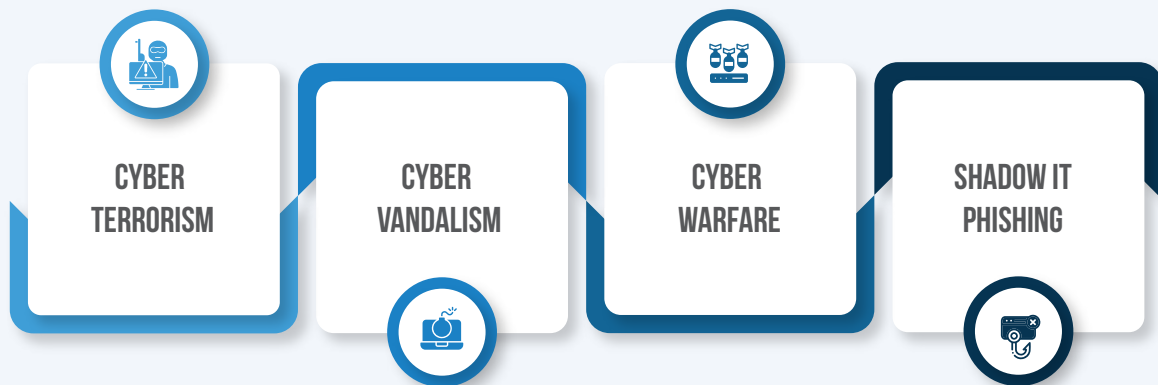 CYBER
TERRORISM
CYBER
VANDALISM
CYBER
WARFARE
SHADOW IT
PHISHING